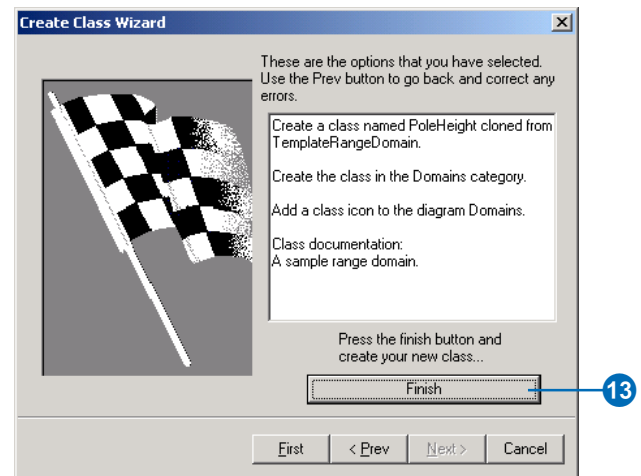 Create Class Wizard
These are the options that you have selected.
Use the Prev button to go back and correct any
errors.
Create a class named PoleHeight cloned from
TemplateRangeDomain.
Create the class in the Domains category.
Add a class icon to the diagram Domains.
Class documentation:
A sample range domain.
Press the finish button and
create your new class...
Finish
13
First
< Prev
Next >
Cancel